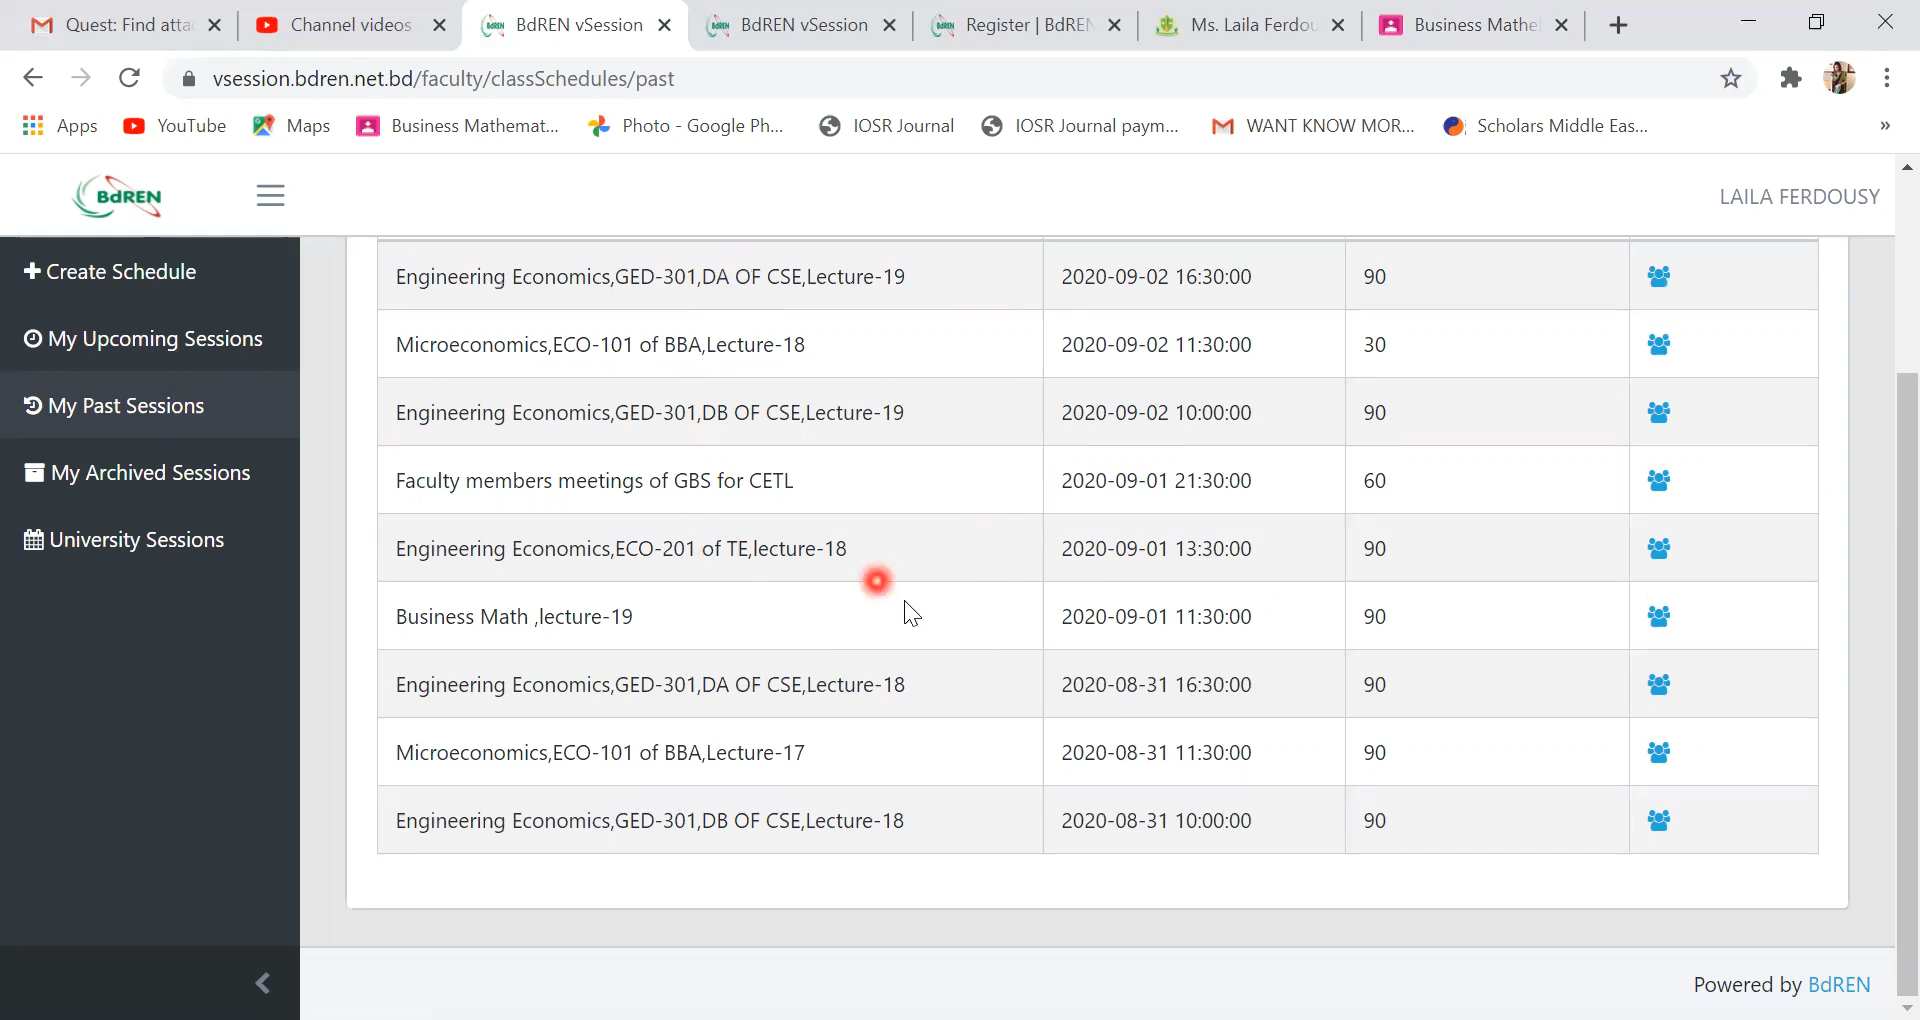 Quest: Find atta
Channel videos
BdREN vSession
BdREN vSession
Register | BdREN
Ms. Laila Ferdou
Business Mathe
vsession.bdren.net.bd/faculty/classSchedules/past
Apps
YouTube
Maps
Business Mathemat...
Photo - Google Ph...
IOSR Journal
IOSR Journal paym...
WANT KNOW MOR...
Scholars Middle Eas...
»
BdREN
LAILA FERDOUSY
Create Schedule
My Upcoming Sessions
My Past Sessions
My Archived Sessions
University Sessions
Engineering Economics,GED-301,DA OF CSE,Lecture-19 2020-09-02 16:30:00 90
Microeconomics,ECO-101 of BBA,Lecture-18 2020-09-02 11:30:00 30
Engineering Economics,GED-301,DB OF CSE,Lecture-19 2020-09-02 10:00:00 90
Faculty members meetings of GBS for CETL 2020-09-01 21:30:00 60
Engineering Economics,ECO-201 of TE,lecture-18 2020-09-01 13:30:00 90
Business Math ,lecture-19 2020-09-01 11:30:00 90
Engineering Economics,GED-301,DA OF CSE,Lecture-18 2020-08-31 16:30:00 90
Microeconomics,ECO-101 of BBA,Lecture-17 2020-08-31 11:30:00 90
Engineering Economics,GED-301,DB OF CSE,Lecture-18 2020-08-31 10:00:00 90
Powered by BdREN